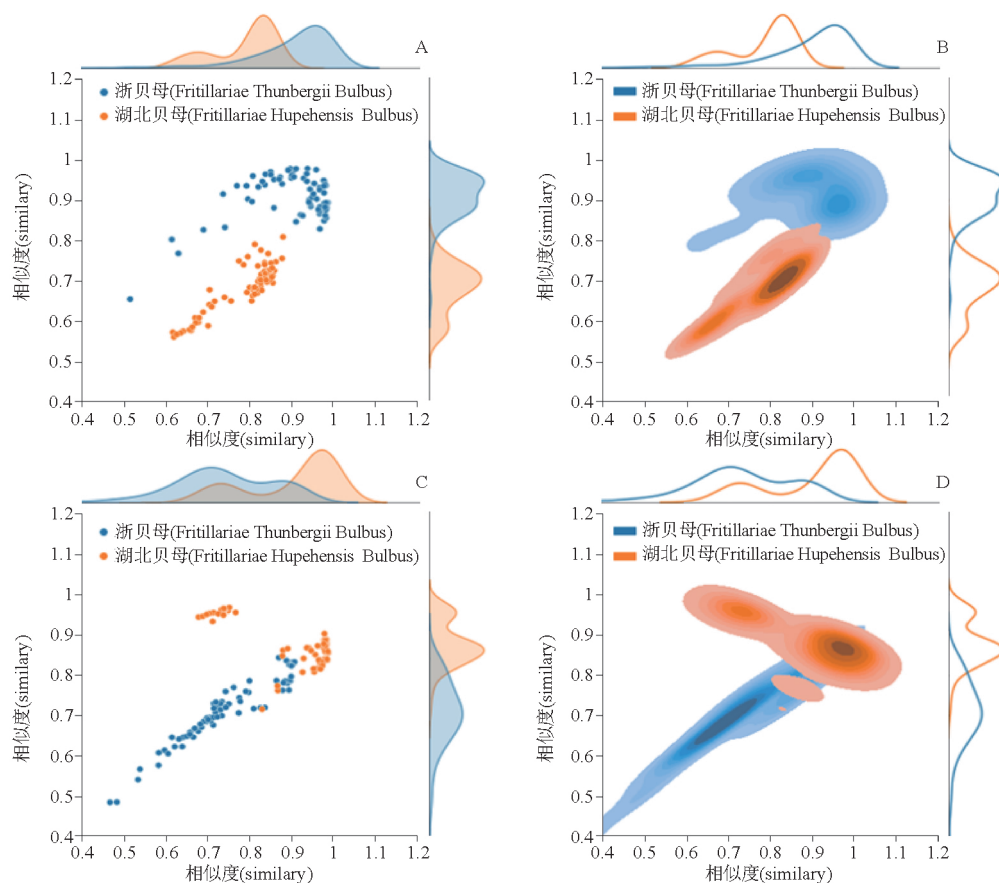 A
1.2
浙贝母(Fritillariae Thunbergii Bulbus)
湖北贝母(Fritillariae Hupehensis Bulbus)
1.1
1
0.9
0.8
0.7
0.6
0.5
0.4
相似度(similary)
0.4 0.5 0.6 0.7 0.8 0.9 1 1.1 1.2
相似度(similary)
B
1.2
浙贝母(Fritillariae Thunbergii Bulbus)
湖北贝母(Fritillariae Hupehensis Bulbus)
1.1
1
0.9
0.8
0.7
0.6
0.5
0.4
相似度(similary)
0.4 0.5 0.6 0.7 0.8 0.9 1 1.1 1.2
相似度(similary)
C
1.2
浙贝母(Fritillariae Thunbergii Bulbus)
湖北贝母(Fritillariae Hupehensis Bulbus)
1.1
1
0.9
0.8
0.7
0.6
0.5
0.4
相似度(similary)
0.4 0.5 0.6 0.7 0.8 0.9 1 1.1 1.2
相似度(similary)
D
1.2
浙贝母(Fritillariae Thunbergii Bulbus)
湖北贝母(Fritillariae Hupehensis Bulbus)
1.1
1
0.9
0.8
0.7
0.6
0.5
0.4
相似度(similary)
0.4 0.5 0.6 0.7 0.8 0.9 1 1.1 1.2
相似度(similary)